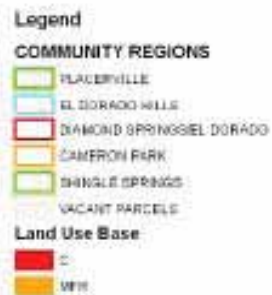 Legend
COMMUNITY REGIONS
PLACERVILLE
EL DORADO HILLS
DIAMOND SPRINGS/EL DORADO
CAMERON PARK
SHINGLE SPRINGS
VACANT PARCELS
Land Use Base
C
MFR